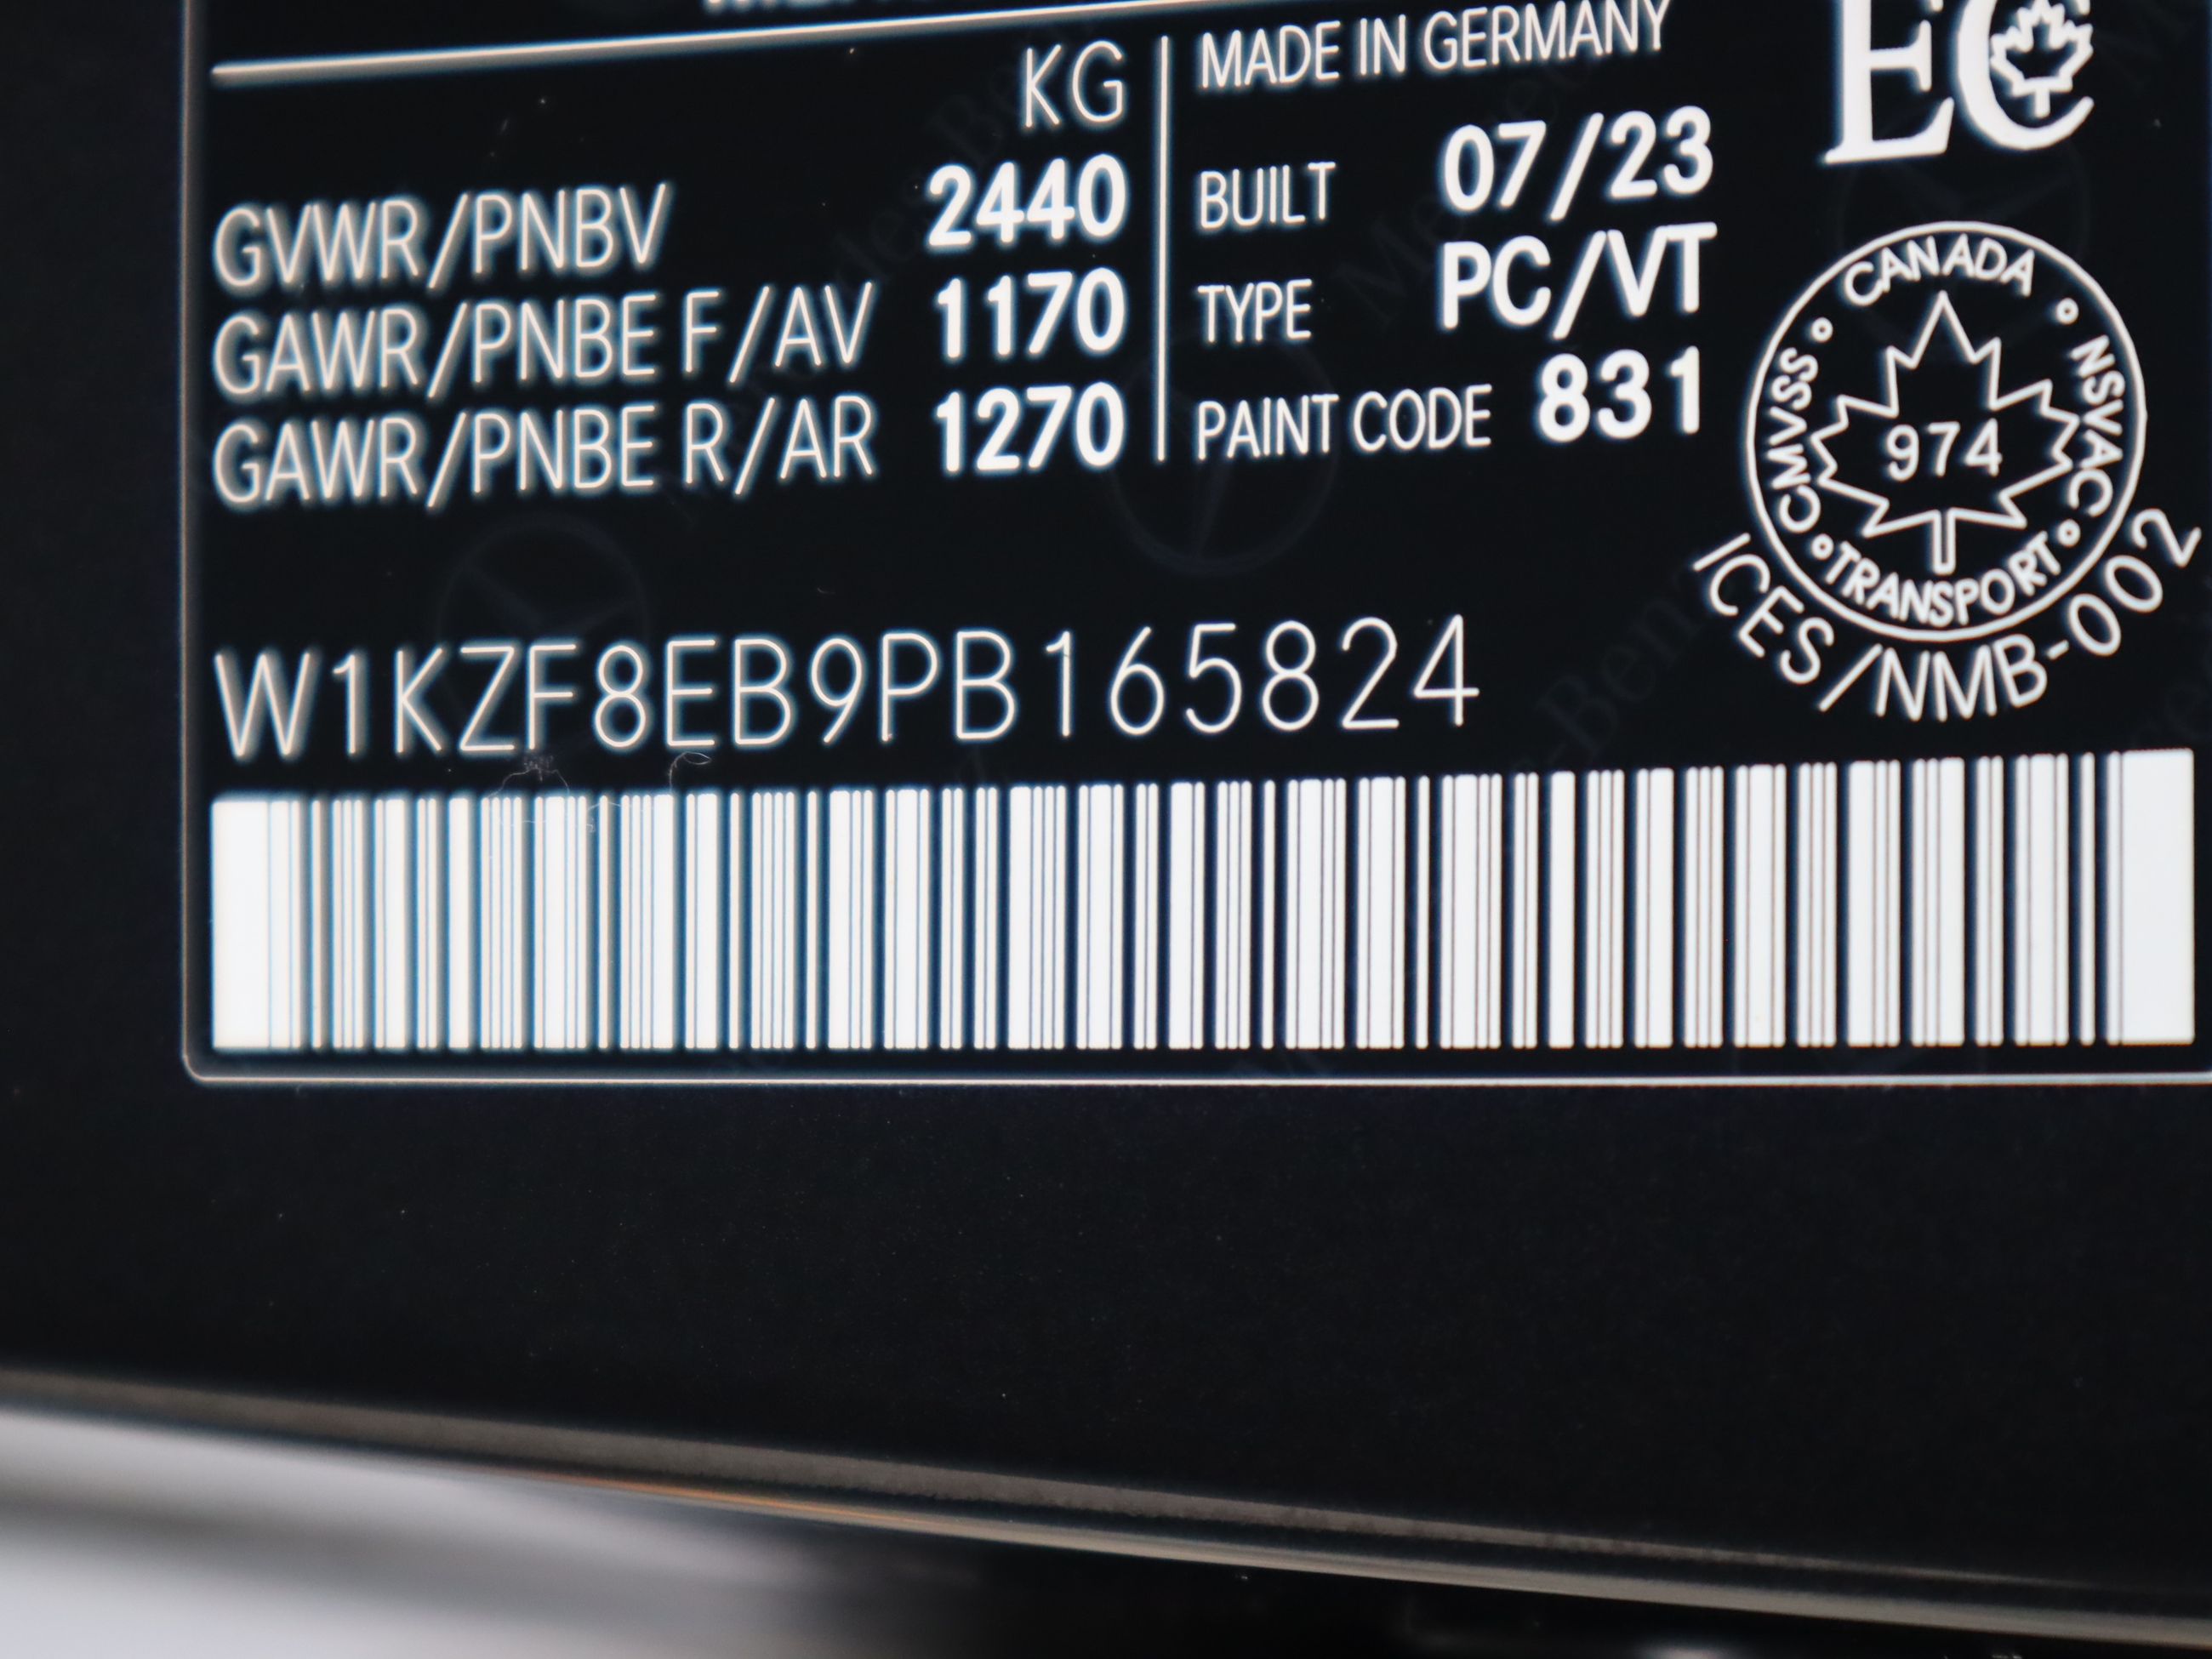 KG
GVWR/PNBV 2440
GAWR/PNBE F/AV 1170
GAWR/PNBE R/AR 1270
MADE IN GERMANY
BUILT 07/23
TYPE PC/VT
PAINT CODE 831
EC
CANADA
CMVSS ∘ ∘ NSVAC
974
∘ TRANSPORT ∘
ICES/NMB-002
W1KZF8EB9PB165824